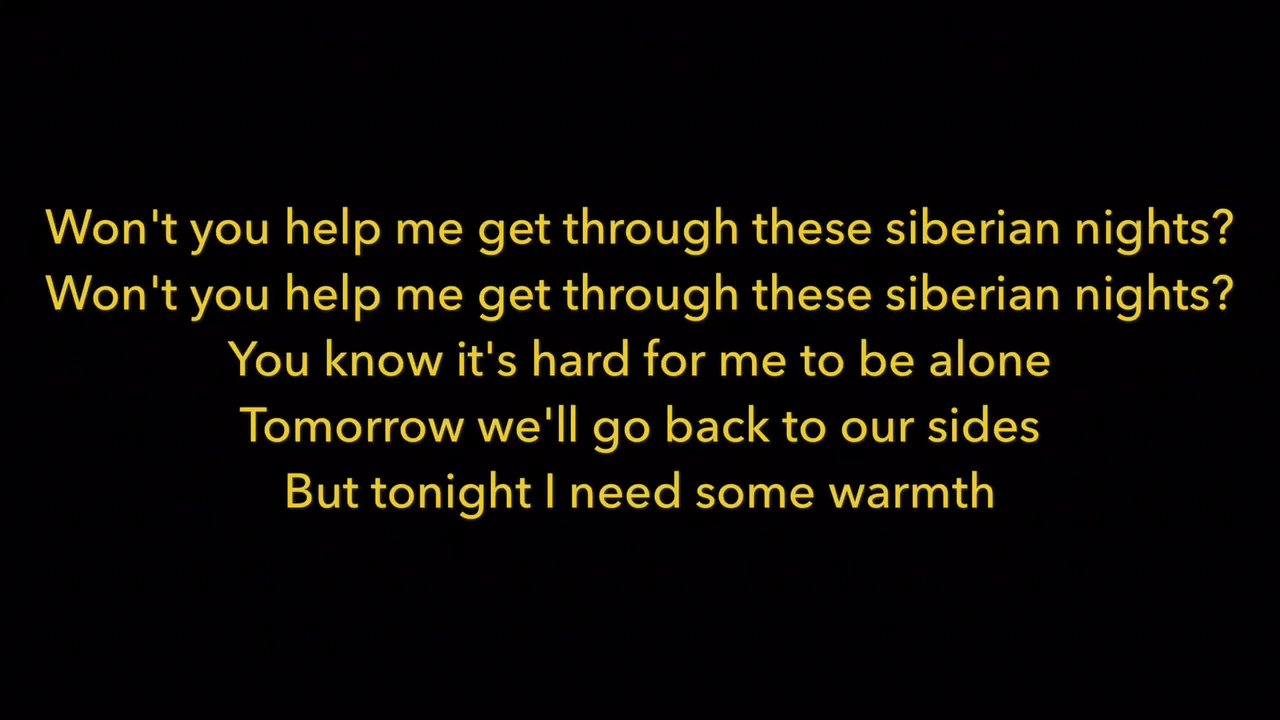 Won't you help me get through these siberian nights?
Won't you help me get through these siberian nights?
You know it's hard for me to be alone
Tomorrow we'll go back to our sides
But tonight I need some warmth